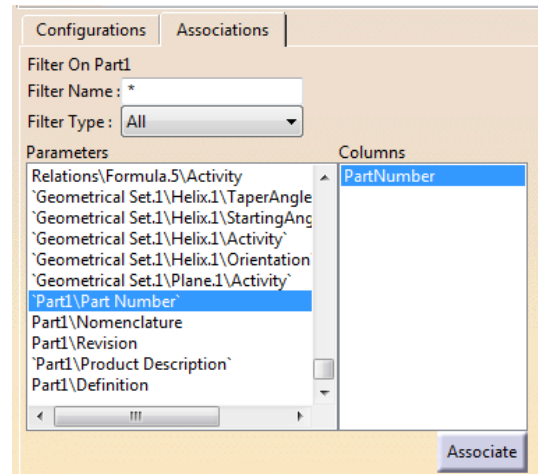 Configurations Associations
Filter On Part1
Filter Name : *
Filter Type : All
Parameters Columns
Relations\Formula.5\Activity PartNumber
`Geometrical Set.1\Helix.1\TaperAngle
`Geometrical Set.1\Helix.1\StartingAng
`Geometrical Set.1\Helix.1\Activity`
`Geometrical Set.1\Helix.1\Orientation`
`Geometrical Set.1\Plane.1\Activity`
`Part1\Part Number`
Part1\Nomenclature
Part1\Revision
`Part1\Product Description`
Part1\Definition
Associate